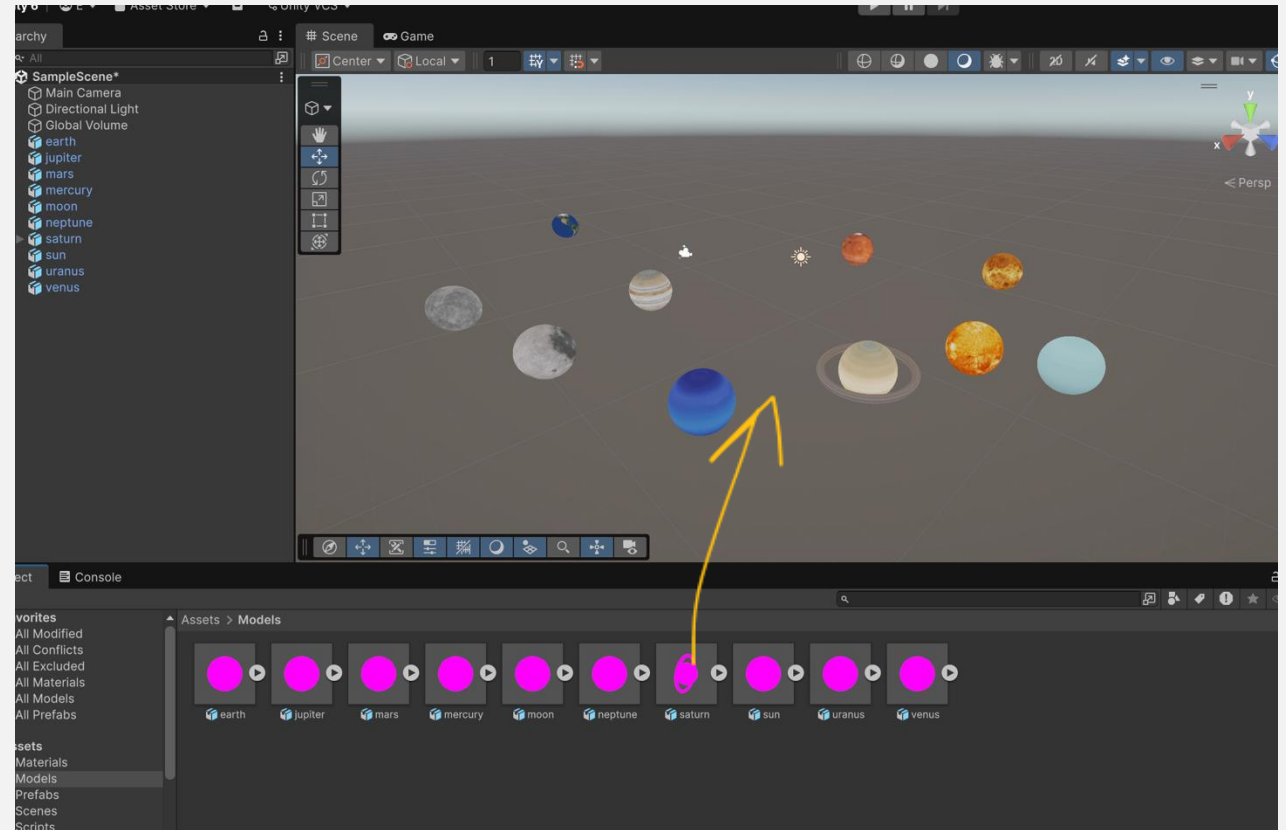 ity 6 Asset Store Unity VCS
archy
Scene Game
All
Center Local 1
SampleScene*
Main Camera
Directional Light
Global Volume
earth
jupiter
mars
mercury
moon
neptune
saturn
sun
uranus
venus
y
x
Persp
ect Console
vorites
All Modified
All Conflicts
All Excluded
All Materials
All Models
All Prefabs
ssets
Materials
Models
Prefabs
Scenes
Scripts
Assets > Models
earth jupiter mars mercury moon neptune saturn sun uranus venus